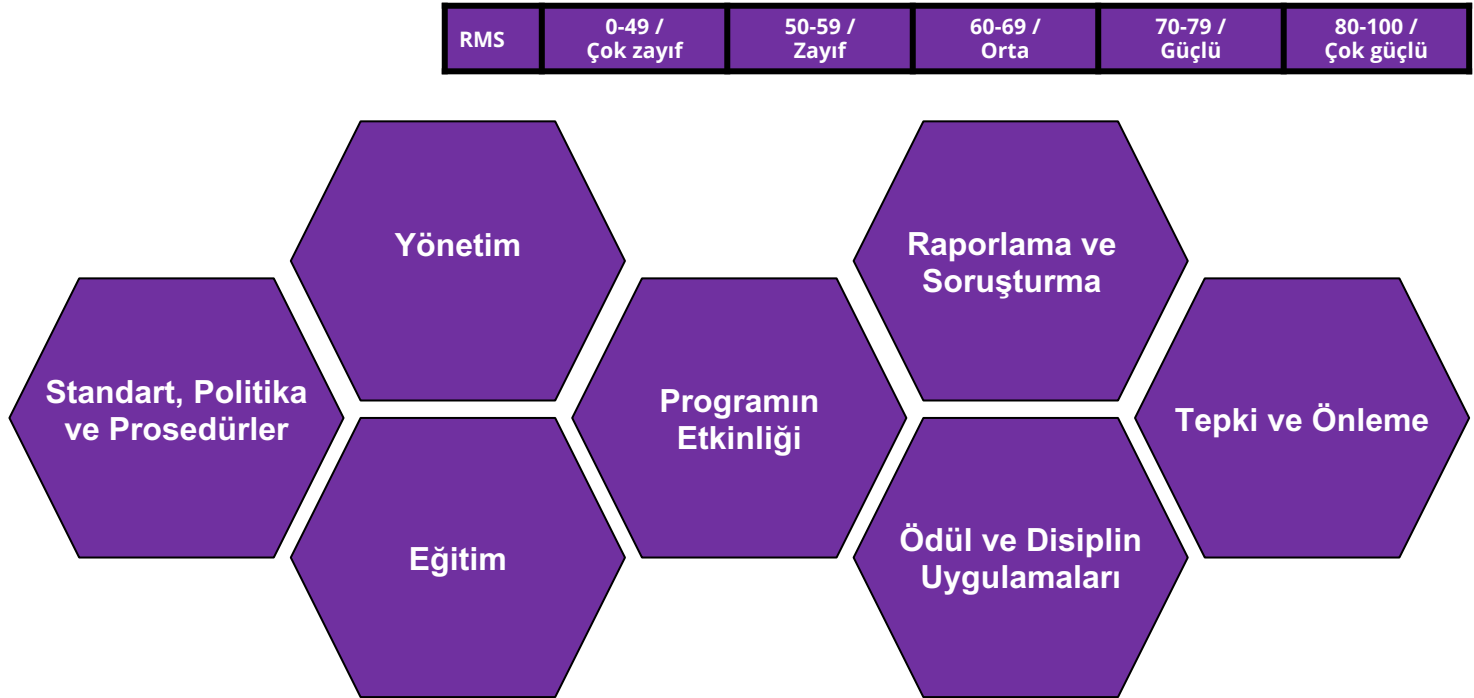 RMS
0-49 /
Çok zayıf
50-59 /
Zayıf
60-69 /
Orta
70-79 /
Güçlü
80-100 /
Çok güçlü
Yönetim
Raporlama ve
Soruşturma
Standart, Politika
ve Prosedürler
Programın
Etkinliği
Tepki ve Önleme
Eğitim
Ödül ve Disiplin
Uygulamaları